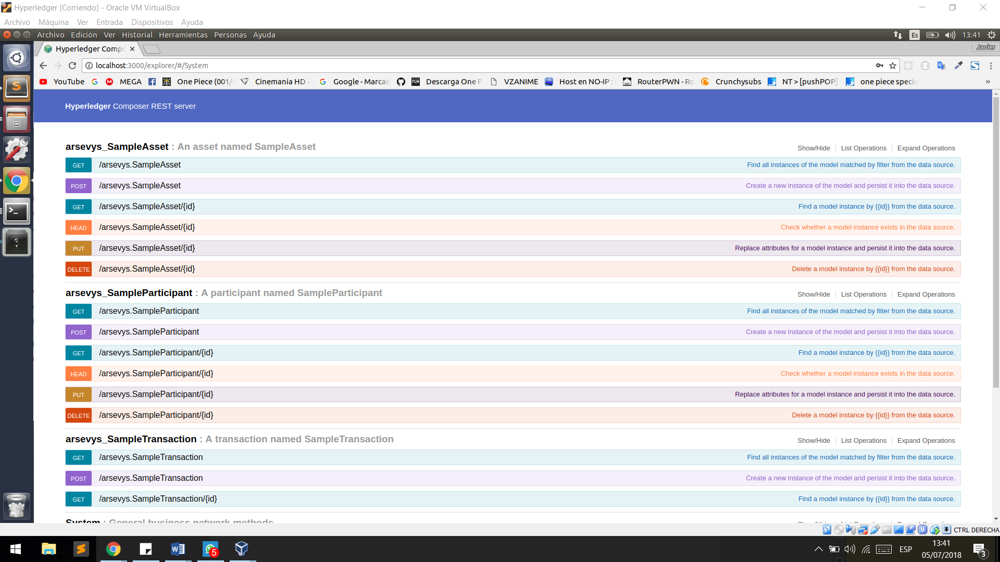 Hyperledger [Corriendo] - Oracle VM VirtualBox
Archivo Máquina Ver Entrada Dispositivos Ayuda
Archivo Edición Ver Historial Herramientas Personas Ayuda
Es 13:41
Hyperledger Comp
Javier
localhost:3000/explorer/#/System
YouTube MEGA One Piece (001/ Cinemania HD - Google - Marcad FLN Descarga One P VZANIME Host en NO-IP : RouterPWN - Ro Crunchysubs NT > [pushPOP] one piece specia »
Hyperledger Composer REST server
arsevys_SampleAsset : An asset named SampleAsset Show/Hide List Operations Expand Operations
GET /arsevys.SampleAsset Find all instances of the model matched by filter from the data source.
POST /arsevys.SampleAsset Create a new instance of the model and persist it into the data source.
GET /arsevys.SampleAsset/{id} Find a model instance by {{id}} from the data source.
HEAD /arsevys.SampleAsset/{id} Check whether a model instance exists in the data source.
PUT /arsevys.SampleAsset/{id} Replace attributes for a model instance and persist it into the data source.
DELETE /arsevys.SampleAsset/{id} Delete a model instance by {{id}} from the data source.
arsevys_SampleParticipant : A participant named SampleParticipant Show/Hide List Operations Expand Operations
GET /arsevys.SampleParticipant Find all instances of the model matched by filter from the data source.
POST /arsevys.SampleParticipant Create a new instance of the model and persist it into the data source.
GET /arsevys.SampleParticipant/{id} Find a model instance by {{id}} from the data source.
HEAD /arsevys.SampleParticipant/{id} Check whether a model instance exists in the data source.
PUT /arsevys.SampleParticipant/{id} Replace attributes for a model instance and persist it into the data source.
DELETE /arsevys.SampleParticipant/{id} Delete a model instance by {{id}} from the data source.
arsevys_SampleTransaction : A transaction named SampleTransaction Show/Hide List Operations Expand Operations
GET /arsevys.SampleTransaction Find all instances of the model matched by filter from the data source.
POST /arsevys.SampleTransaction Create a new instance of the model and persist it into the data source.
GET /arsevys.SampleTransaction/{id} Find a model instance by {{id}} from the data source.
System : General business network methods Show/Hide List Operations Expand Operations
CTRL DERECHA
5 ESP 13:41
05/07/2018
3